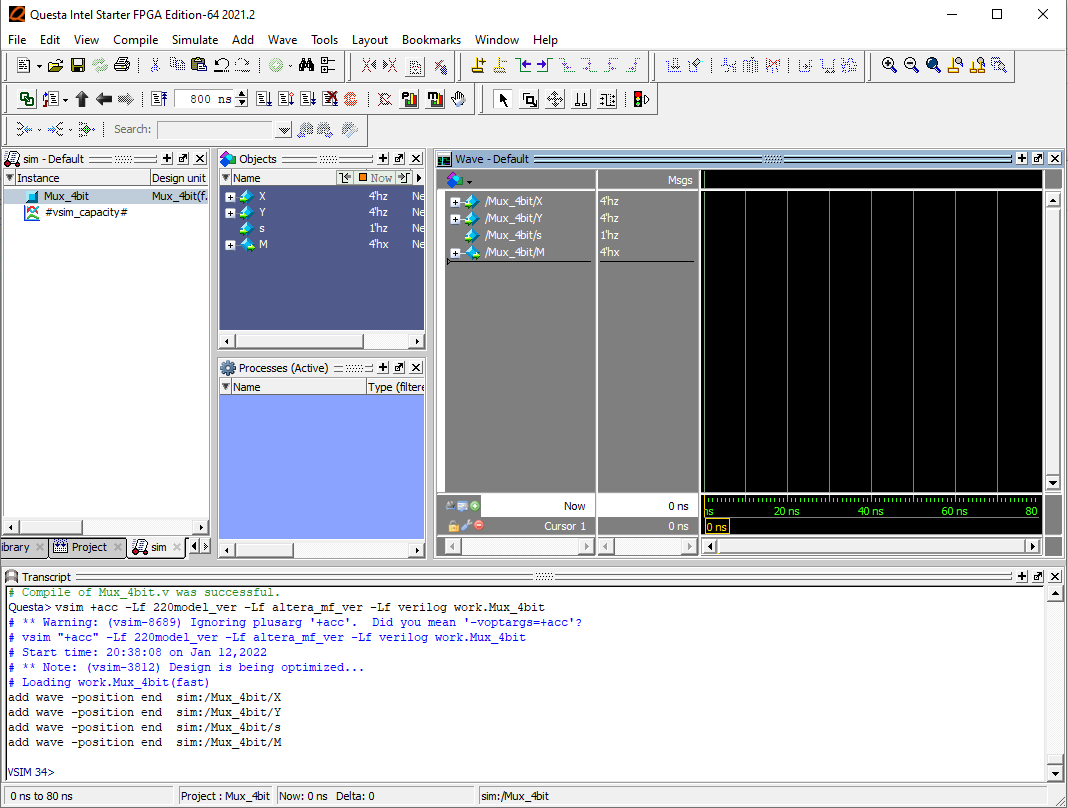 Questa Intel Starter FPGA Edition-64 2021.2
File Edit View Compile Simulate Add Wave Tools Layout Bookmarks Window Help
800 ns
Search:
sim - Default
Instance Design unit
Mux_4bit Mux_4bit(f.
#vsim_capacity#
ibrary Project sim
Objects
Name Now
X 4'hz Ne
Y 4'hz Ne
s 1'hz Ne
M 4'hx Ne
Processes (Active)
Name Type (filtere
Wave - Default
Msgs
/Mux_4bit/X 4'hz
/Mux_4bit/Y 4'hz
/Mux_4bit/s 1'hz
/Mux_4bit/M 4'hx
Now 0 ns
Cursor 1 0 ns
ns 20 ns 40 ns 60 ns 80
0 ns
Transcript
# Compile of Mux_4bit.v was successful.
Questa> vsim +acc -Lf 220model_ver -Lf altera_mf_ver -Lf verilog work.Mux_4bit
# ** Warning: (vsim-8689) Ignoring plusarg '+acc'.  Did you mean '-voptargs=+acc'?
# vsim "+acc" -Lf 220model_ver -Lf altera_mf_ver -Lf verilog work.Mux_4bit
# Start time: 20:38:08 on Jan 12,2022
# ** Note: (vsim-3812) Design is being optimized...
# Loading work.Mux_4bit(fast)
add wave -position end  sim:/Mux_4bit/X
add wave -position end  sim:/Mux_4bit/Y
add wave -position end  sim:/Mux_4bit/s
add wave -position end  sim:/Mux_4bit/M
VSIM 34>
0 ns to 80 ns Project : Mux_4bit Now: 0 ns Delta: 0 sim:/Mux_4bit